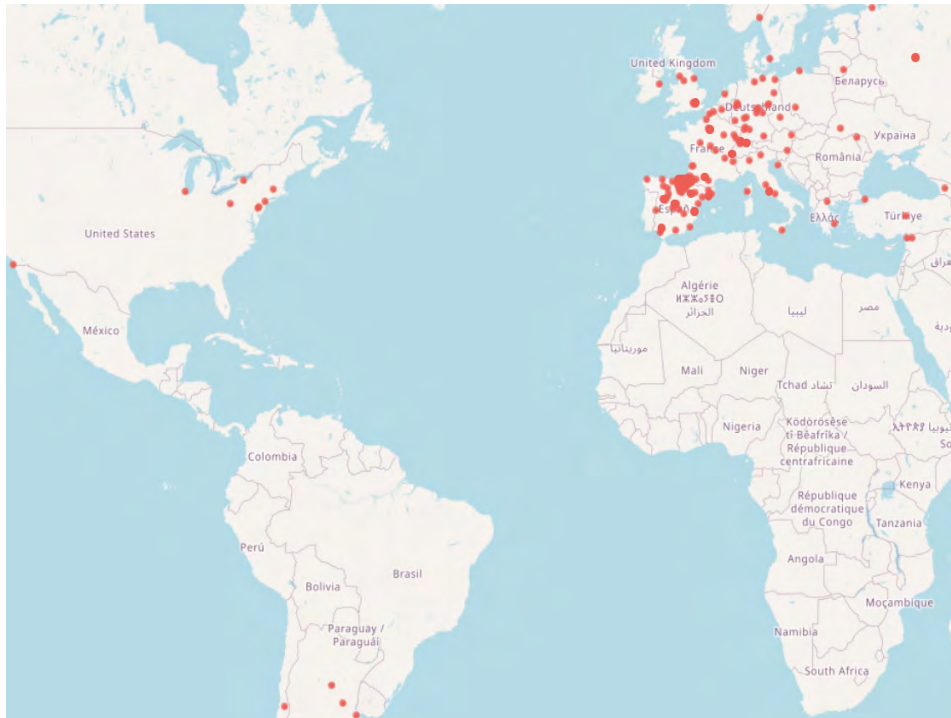 United Kingdom
Беларусь
Deutschland
Україна
France
România
España
Ελλάς
Türkiye
United States
México
Algérie
ⵍⵣⵣⴰⵢⴻⵔ
الجزائر
ليبيا
مصر
موريتانيا
Mali
Niger
Tchad تشاد
السودان
Nigeria
Ködörösêse
tî Bêafrîka /
République
centrafricaine
Colombia
Kenya
République
démocratique
du Congo
Tanzania
Perú
Brasil
Angola
Bolivia
Moçambique
Paraguay /
Paraguái
Namibia
South Africa